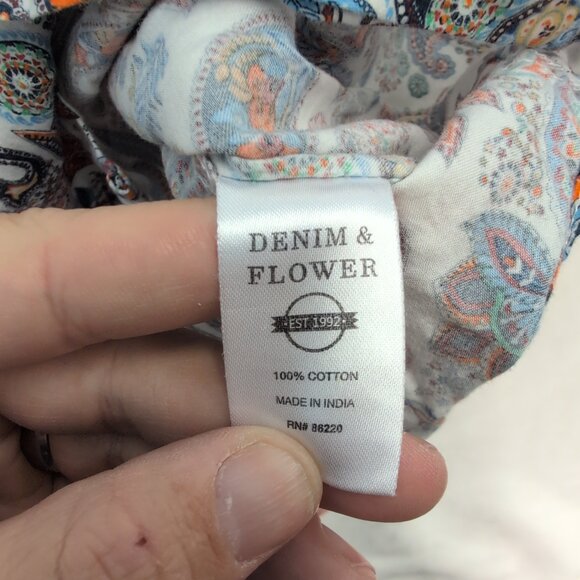 DENIM &
FLOWER
EST 1992
100% COTTON
MADE IN INDIA
RN# 86220